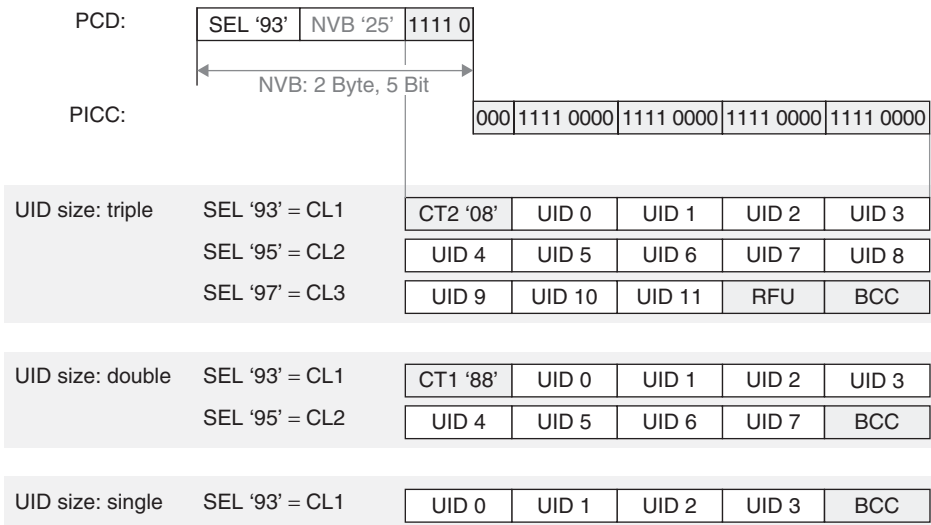 PCD: SEL ‘93’ NVB ‘25’ 1111 0
NVB: 2 Byte, 5 Bit
PICC: 000 1111 0000 1111 0000 1111 0000 1111 0000
UID size: triple SEL ‘93’ = CL1 CT2 ‘08’ UID 0 UID 1 UID 2 UID 3
SEL ‘95’ = CL2 UID 4 UID 5 UID 6 UID 7 UID 8
SEL ‘97’ = CL3 UID 9 UID 10 UID 11 RFU BCC
UID size: double SEL ‘93’ = CL1 CT1 ‘88’ UID 0 UID 1 UID 2 UID 3
SEL ‘95’ = CL2 UID 4 UID 5 UID 6 UID 7 BCC
UID size: single SEL ‘93’ = CL1 UID 0 UID 1 UID 2 UID 3 BCC